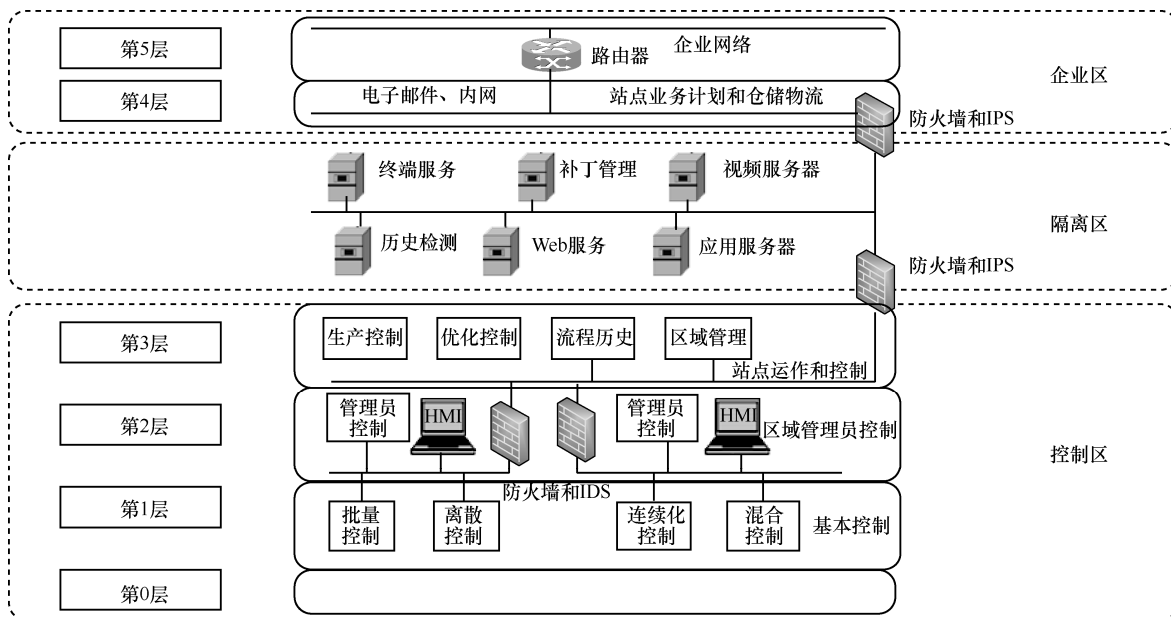 第5层
企业网络
路由器
企业区
第4层
电子邮件、内网
站点业务计划和仓储物流
防火墙和IPS
终端服务
补丁管理
视频服务器
隔离区
历史检测
Web服务
应用服务器
防火墙和IPS
第3层
生产控制
优化控制
流程历史
区域管理
站点运作和控制
第2层
管理员
控制
HMI
管理员
控制
HMI
区域管理员控制
控制区
防火墙和IDS
第1层
批量
控制
离散
控制
连续化
控制
混合
控制
基本控制
第0层